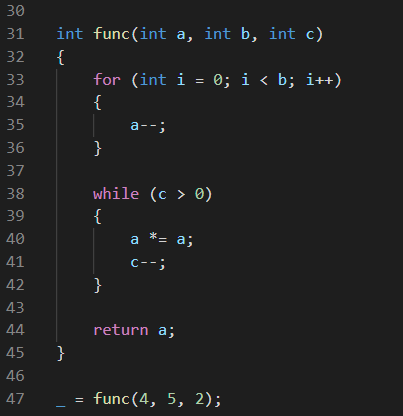 30
31 int func(int a, int b, int c)
32 {
33 for (int i = 0; i < b; i++)
34 {
35 a--;
36 }
37
38 while (c > 0)
39 {
40 a *= a;
41 c--;
42 }
43
44 return a;
45 }
46
47 _ = func(4, 5, 2);